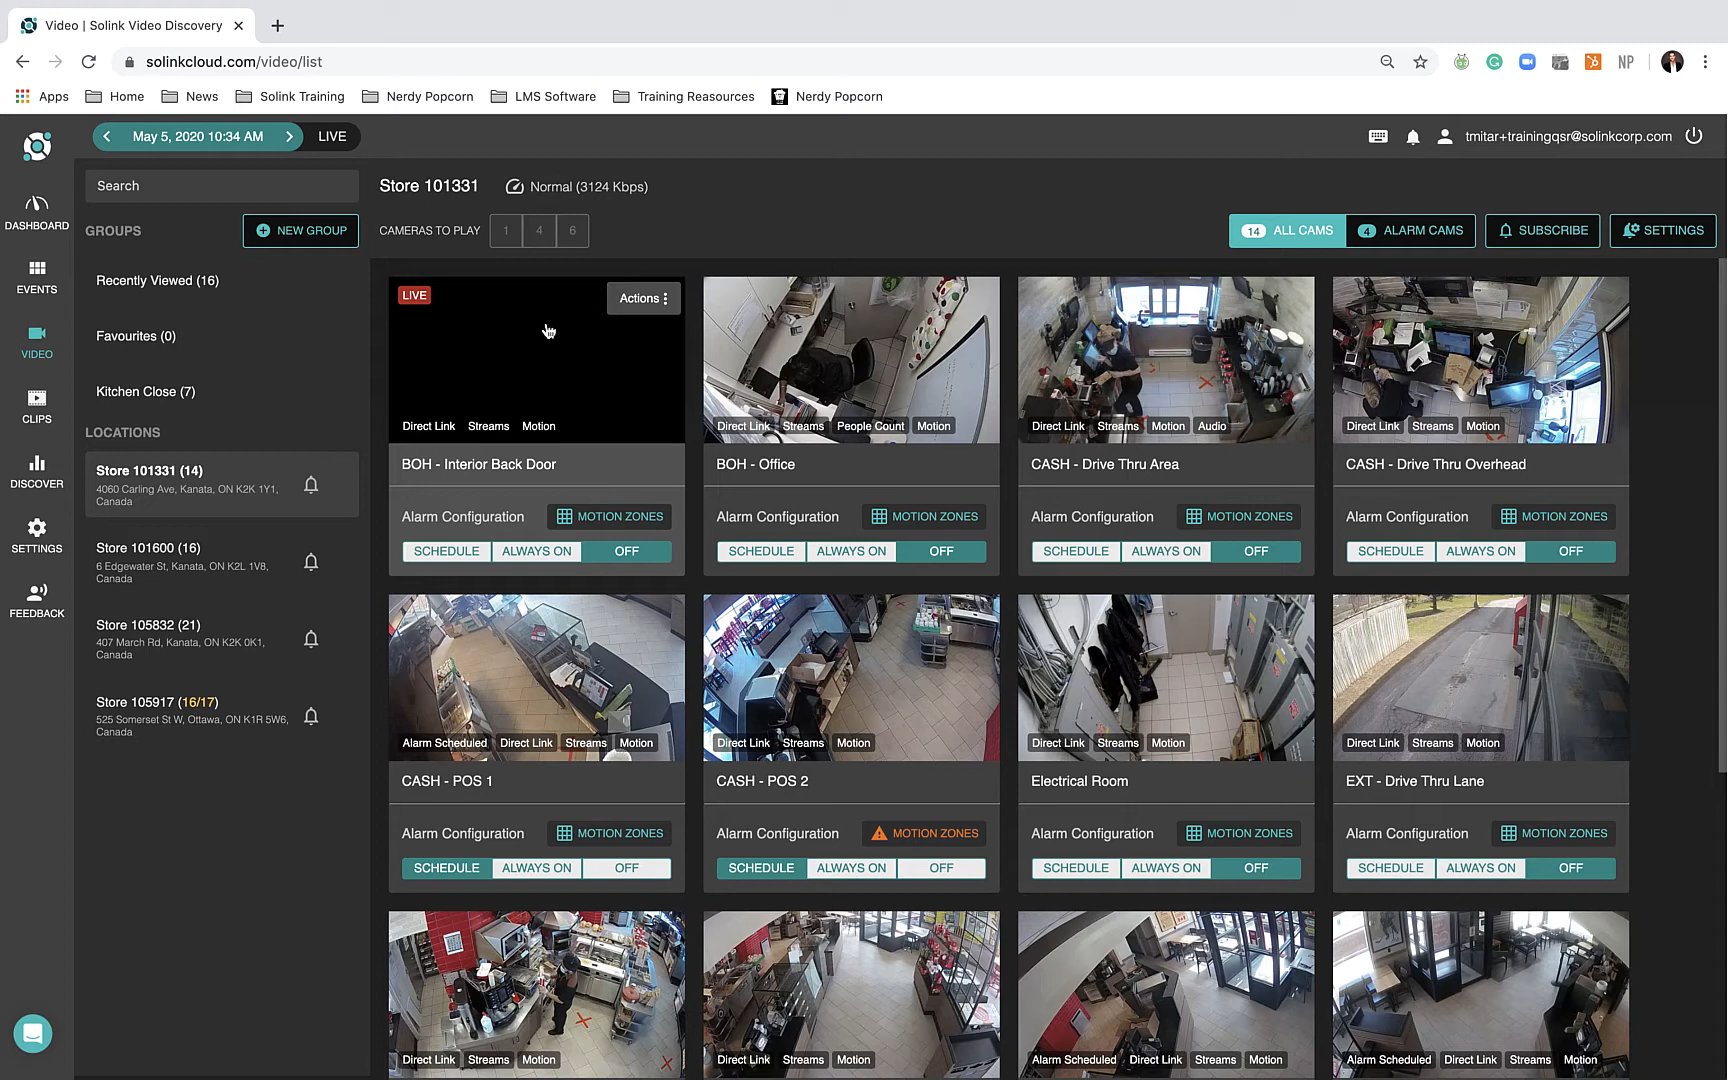 Video | Solink Video Discovery
solinkcloud.com/video/list
NP
Apps Home News Solink Training Nerdy Popcorn LMS Software Training Reasources Nerdy Popcorn
May 5, 2020 10:34 AM LIVE
tmitar+trainingqsr@solinkcorp.com
DASHBOARD
EVENTS
VIDEO
CLIPS
DISCOVER
SETTINGS
FEEDBACK
Search
GROUPS NEW GROUP
Recently Viewed (16)
Favourites (0)
Kitchen Close (7)
LOCATIONS
Store 101331 (14)
4060 Carling Ave, Kanata, ON K2K 1Y1,
Canada
Store 101600 (16)
6 Edgewater St, Kanata, ON K2L 1V8,
Canada
Store 105832 (21)
407 March Rd, Kanata, ON K2K 0K1,
Canada
Store 105917 (16/17)
525 Somerset St W, Ottawa, ON K1R 5W6,
Canada
Store 101331 Normal (3124 Kbps)
CAMERAS TO PLAY 1 4 6
14 ALL CAMS 4 ALARM CAMS SUBSCRIBE SETTINGS
LIVE Actions
Direct Link Streams Motion
BOH - Interior Back Door
Alarm Configuration MOTION ZONES
SCHEDULE ALWAYS ON OFF
Direct Link Streams People Count Motion
BOH - Office
Alarm Configuration MOTION ZONES
SCHEDULE ALWAYS ON OFF
Direct Link Streams Motion Audio
CASH - Drive Thru Area
Alarm Configuration MOTION ZONES
SCHEDULE ALWAYS ON OFF
Direct Link Streams Motion
CASH - Drive Thru Overhead
Alarm Configuration MOTION ZONES
SCHEDULE ALWAYS ON OFF
Alarm Scheduled Direct Link Streams Motion
CASH - POS 1
Alarm Configuration MOTION ZONES
SCHEDULE ALWAYS ON OFF
Direct Link Streams Motion
CASH - POS 2
Alarm Configuration MOTION ZONES
SCHEDULE ALWAYS ON OFF
Direct Link Streams Motion
Electrical Room
Alarm Configuration MOTION ZONES
SCHEDULE ALWAYS ON OFF
Direct Link Streams Motion
EXT - Drive Thru Lane
Alarm Configuration MOTION ZONES
SCHEDULE ALWAYS ON OFF
Direct Link Streams Motion
Direct Link Streams Motion
Alarm Scheduled Direct Link Streams Motion
Alarm Scheduled Direct Link Streams Motion